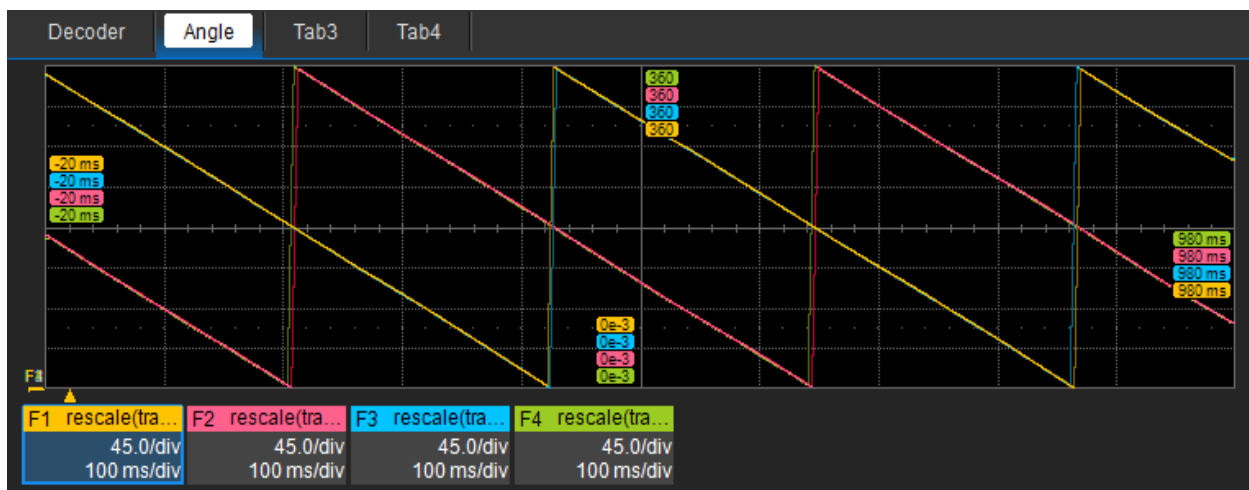 Decoder Angle Tab3 Tab4
360
360
360
360
-20 ms
-20 ms
-20 ms
-20 ms
980 ms
980 ms
980 ms
980 ms
0e-3
0e-3
0e-3
0e-3
F1 rescale(tra... F2 rescale(tra... F3 rescale(tra... F4 rescale(tra...
45.0/div 45.0/div 45.0/div 45.0/div
100 ms/div 100 ms/div 100 ms/div 100 ms/div